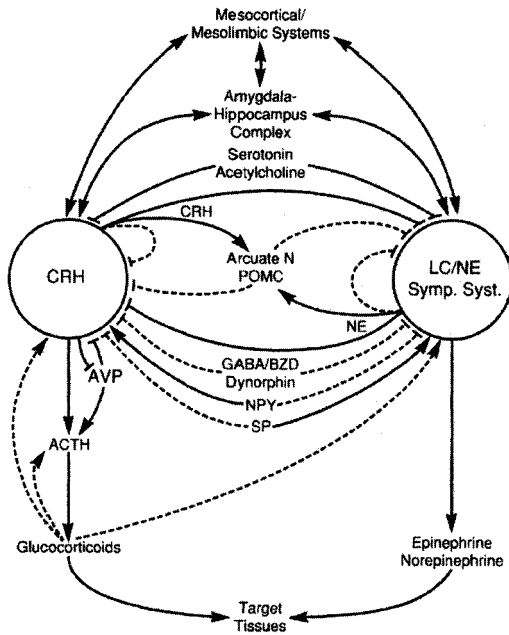 Mesocortical/
Mesolimbic Systems
Amygdala-
Hippocampus
Complex
Serotonin
Acetylcholine
CRH
CRH
Arcuate N
POMC
LC/NE
Symp. Syst.
NE
GABA/BZD
Dynorphin
AVP
NPY
SP
ACTH
Glucocorticoids
Epinephrine
Norepinephrine
Target
Tissues